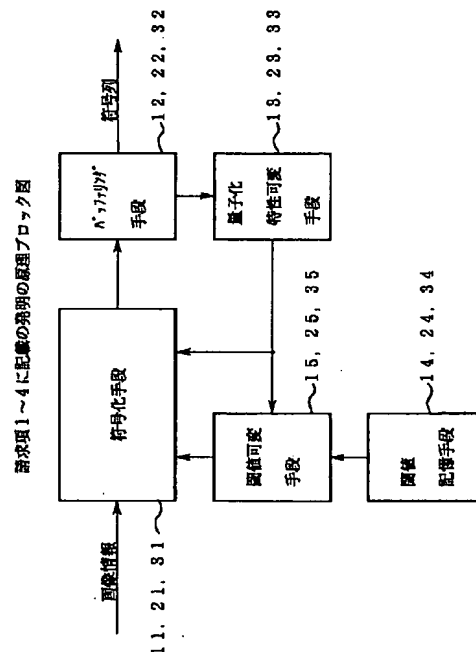 請求項1〜4に記載の発明の原理ブロック図
画像情報
符号化手段
11, 21, 31
バッファリング
手段
12, 22, 32
符号列
閾値可変
手段
15, 25, 35
量子化
特性可変
手段
13, 23, 33
閾値
記憶手段
14, 24, 34